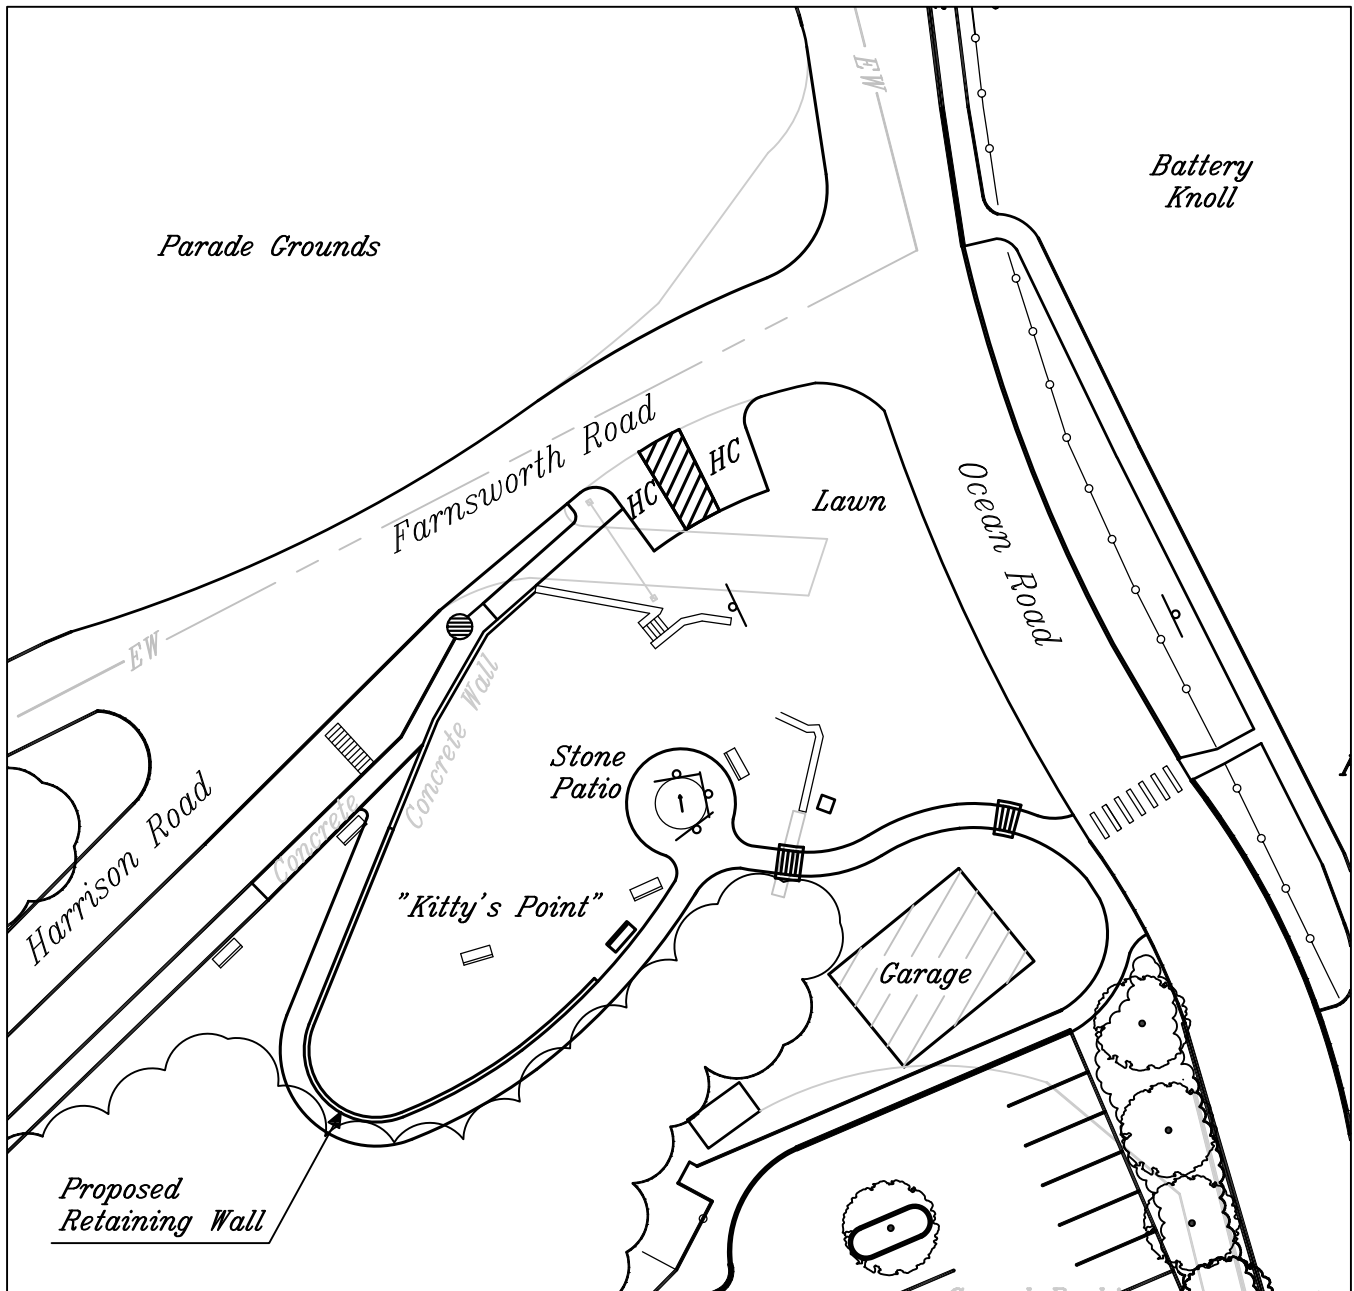 EW
Battery
Knoll
Parade Grounds
Farnsworth Road
HC
HC
Lawn
Ocean Road
EW
Concrete Wall
Stone
Patio
Harrison Road
Concrete
"Kitty's Point"
Garage
Proposed
Retaining Wall